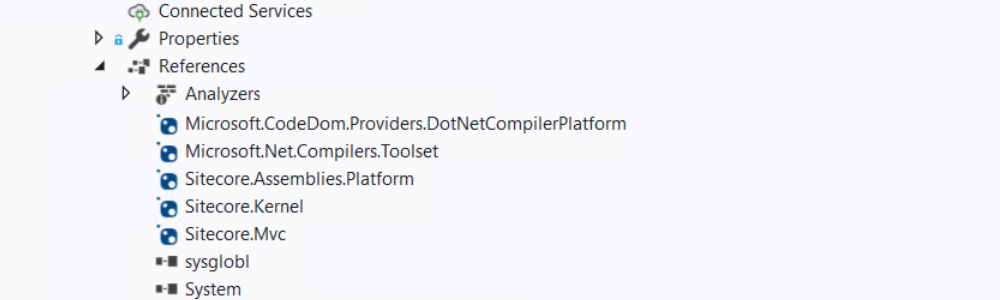 Connected Services
Properties
References
Analyzers
Microsoft.CodeDom.Providers.DotNetCompilerPlatform
Microsoft.Net.Compilers.Toolset
Sitecore.Assemblies.Platform
Sitecore.Kernel
Sitecore.Mvc
sysglobl
System